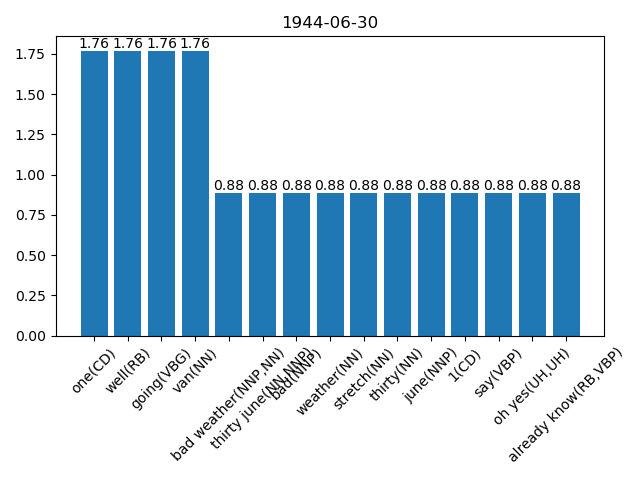 1944-06-30
1.75
1.50
1.25
1.00
0.75
0.50
0.25
0.00
1.76 1.76 1.76 1.76 0.88 0.88 0.88 0.88 0.88 0.88 0.88 0.88 0.88 0.88 0.88
one(CD)
well(RB)
going(VBG)
van(NN)
bad weather(NNP,NN)
thirty june(NN,NNP)
bad(NNP)
weather(NN)
stretch(NN)
thirty(NN)
june(NNP)
1(CD)
say(VBP)
oh yes(UH,UH)
already know(RB,VBP)